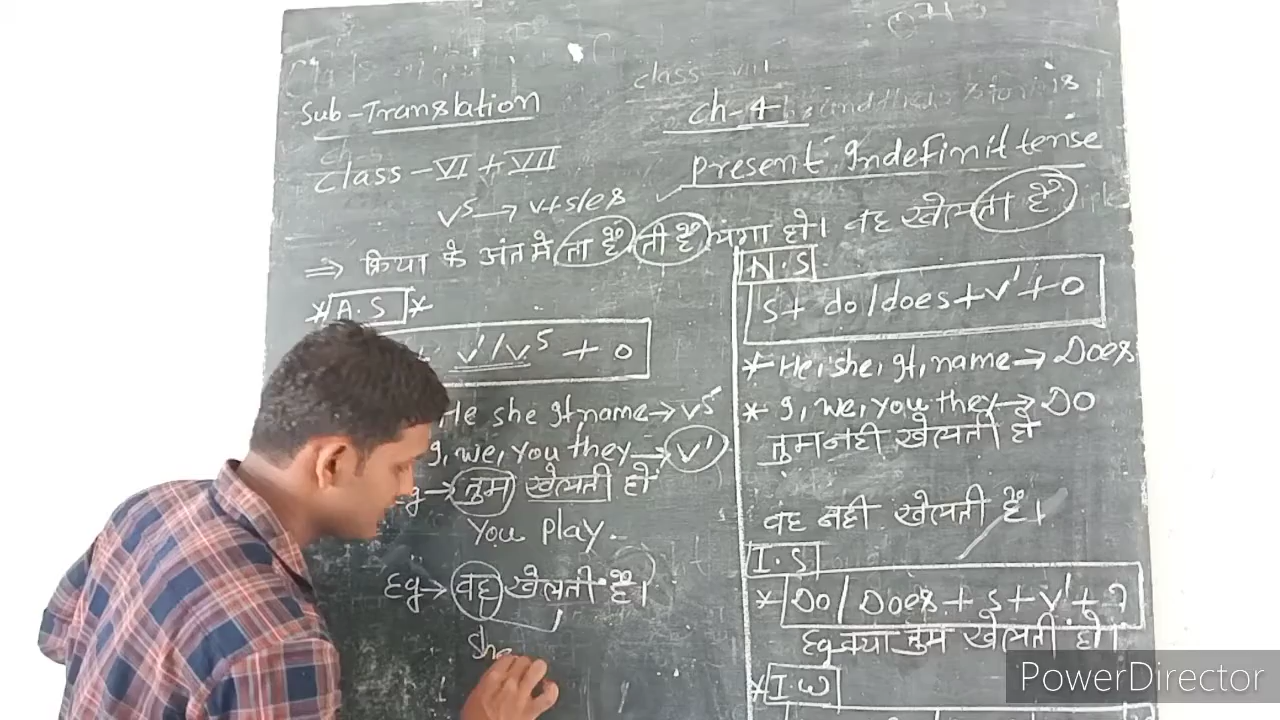 class - VIII
Sub-Translation
Ch-4
Class-VI + VII
Present Indefinit tense
V⁵ → V+s/es
⇒ क्रिया के अंत मे ता है, ती है लगा हो। वह खेलता है
*A.S*
V¹/V⁵ + O
He she It, name → V⁵
I, we, you they → V¹
Eg → तुम खेलती हो
You Play.
Eg → वह खेलती है।
she
N.S
S+ do/does+V¹+O
* He, she, It, name → Does
* I, we, you they → Do
तुम नही खेलती हो
वह नही खेलती है।
I.S
* Do/Does+S+V¹+?
Eg क्या तुम खेलती हो।
*I.W
PowerDirector